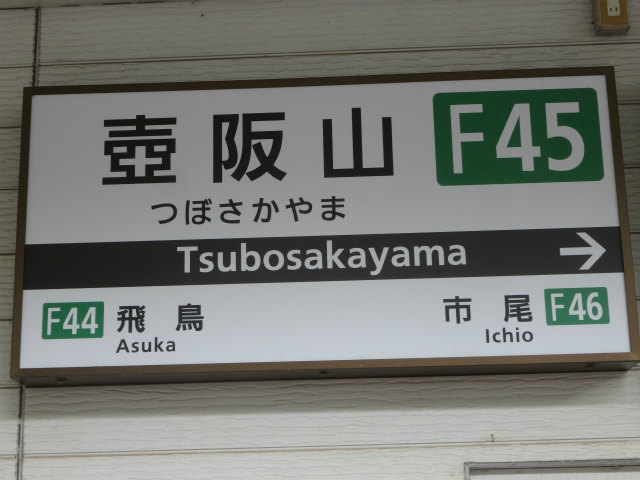 壺阪山 F45
つぼさかやま
Tsubosakayama →
F44 飛鳥 市尾 F46
Asuka Ichio